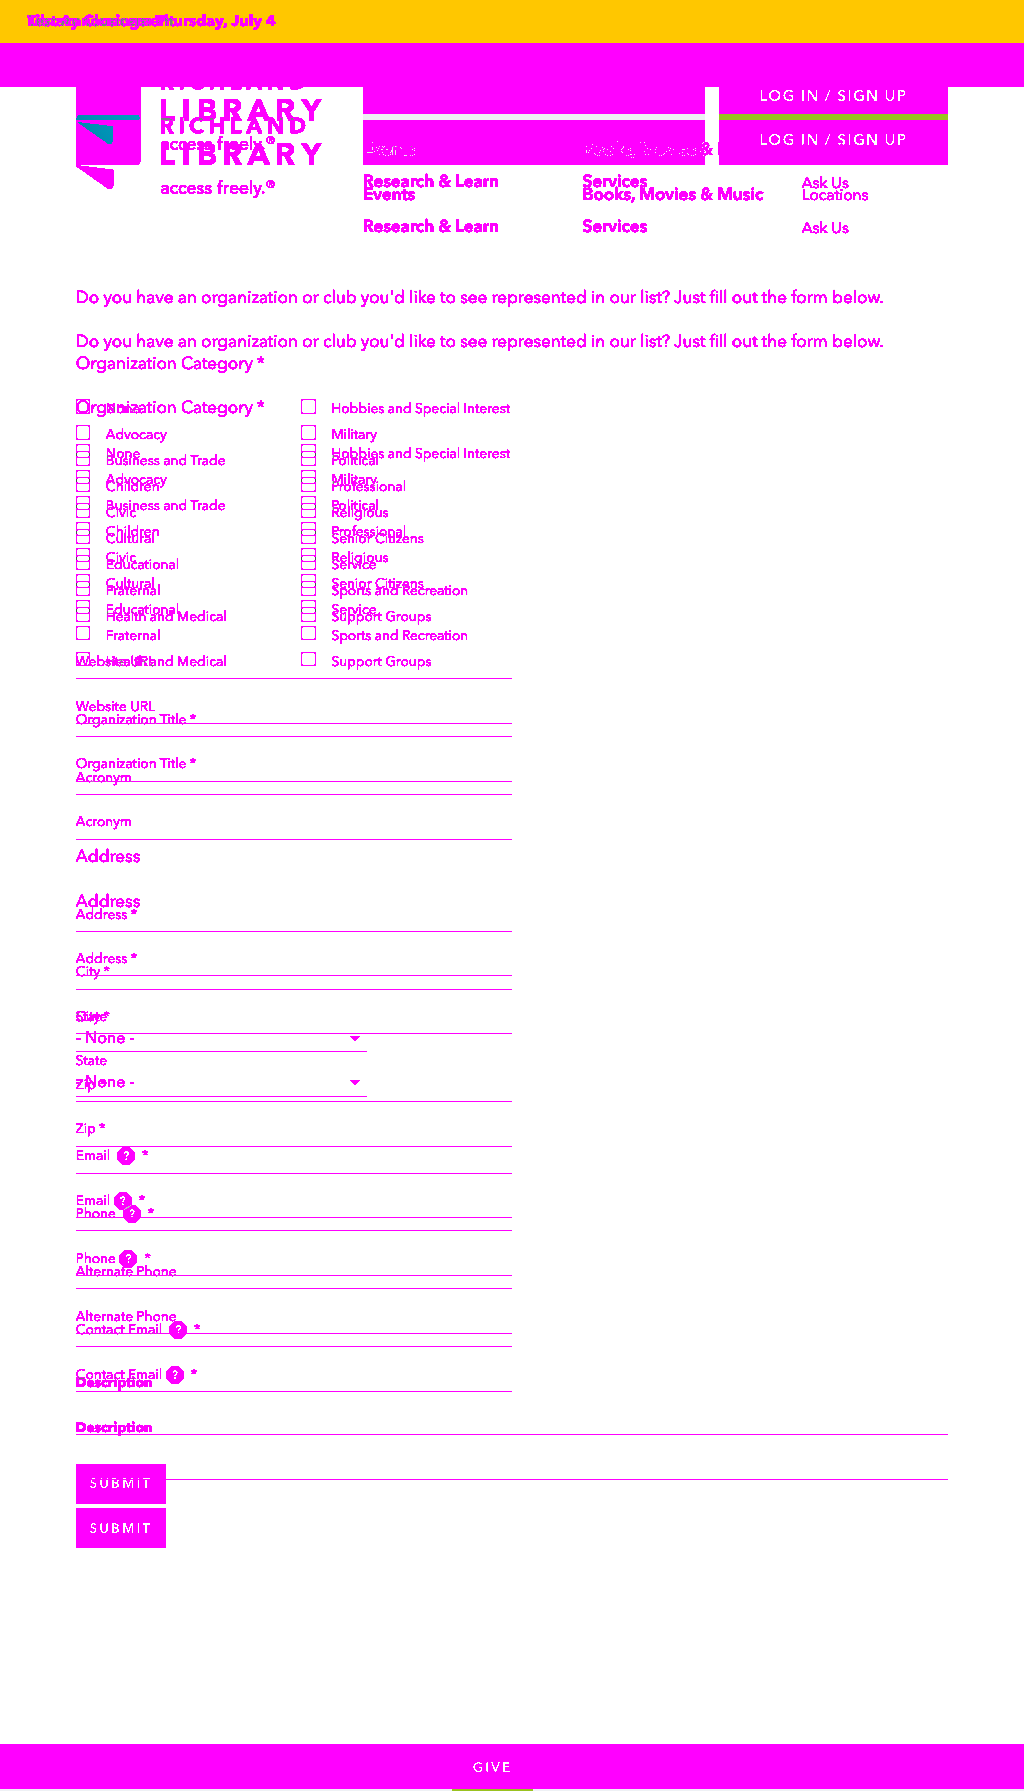 Thursday, July 4
LOG IN / SIGN UP
RICHLAND
LIBRARY
LOG IN / SIGN UP
RICHLAND
LIBRARY
access freely.®
access freely.®
Research & Learn
Services
Ask Us
Events
Books, Movies & Music
Locations
Research & Learn
Services
Ask Us
Do you have an organization or club you'd like to see represented in our list? Just fill out the form below.
Do you have an organization or club you'd like to see represented in our list? Just fill out the form below.
Organization Category *
Organization Category *
None
Hobbies and Special Interest
Advocacy
Military
None
Hobbies and Special Interest
Business and Trade
Political
Advocacy
Military
Children
Professional
Business and Trade
Political
Civic
Religious
Children
Professional
Cultural
Senior Citizens
Civic
Religious
Educational
Service
Cultural
Senior Citizens
Fraternal
Sports and Recreation
Educational
Service
Health and Medical
Support Groups
Fraternal
Sports and Recreation
Website URL
Health and Medical
Support Groups
Website URL
Organization Title *
Organization Title *
Acronym
Acronym
Address
Address
Address *
Address *
City *
City *
State
- None -
State
- None -
Zip *
Zip *
Email ? *
Email ? *
Phone ? *
Phone ? *
Alternate Phone
Alternate Phone
Contact Email ? *
Contact Email ? *
Description
Description
SUBMIT
SUBMIT
GIVE